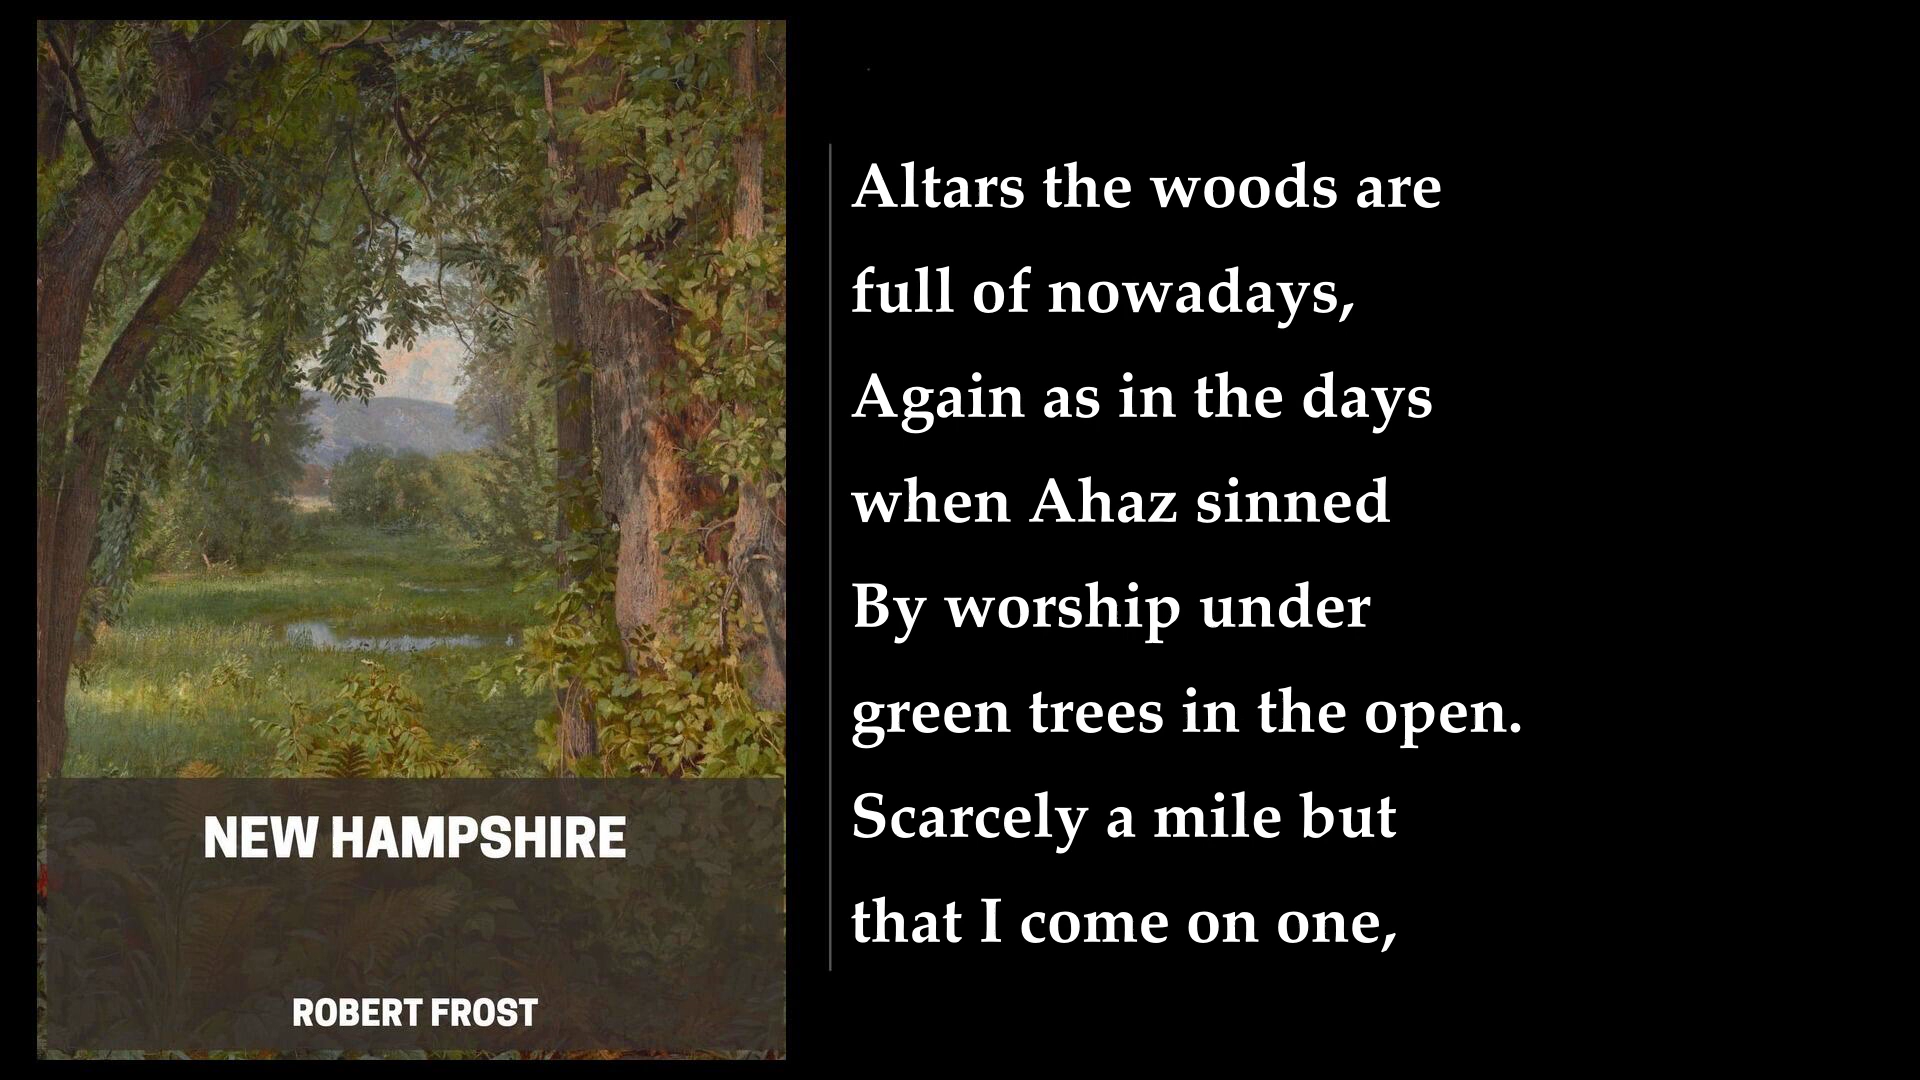 NEW HAMPSHIRE
ROBERT FROST
Altars the woods are
full of nowadays,
Again as in the days
when Ahaz sinned
By worship under
green trees in the open.
Scarcely a mile but
that I come on one,